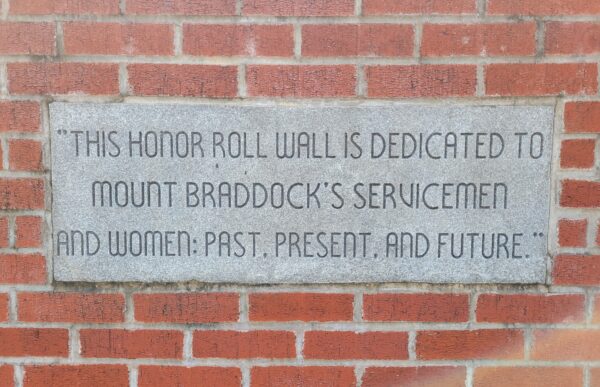 "THIS HONOR ROLL WALL IS DEDICATED TO
MOUNT BRADDOCK'S SERVICEMEN
AND WOMEN: PAST, PRESENT, AND FUTURE."